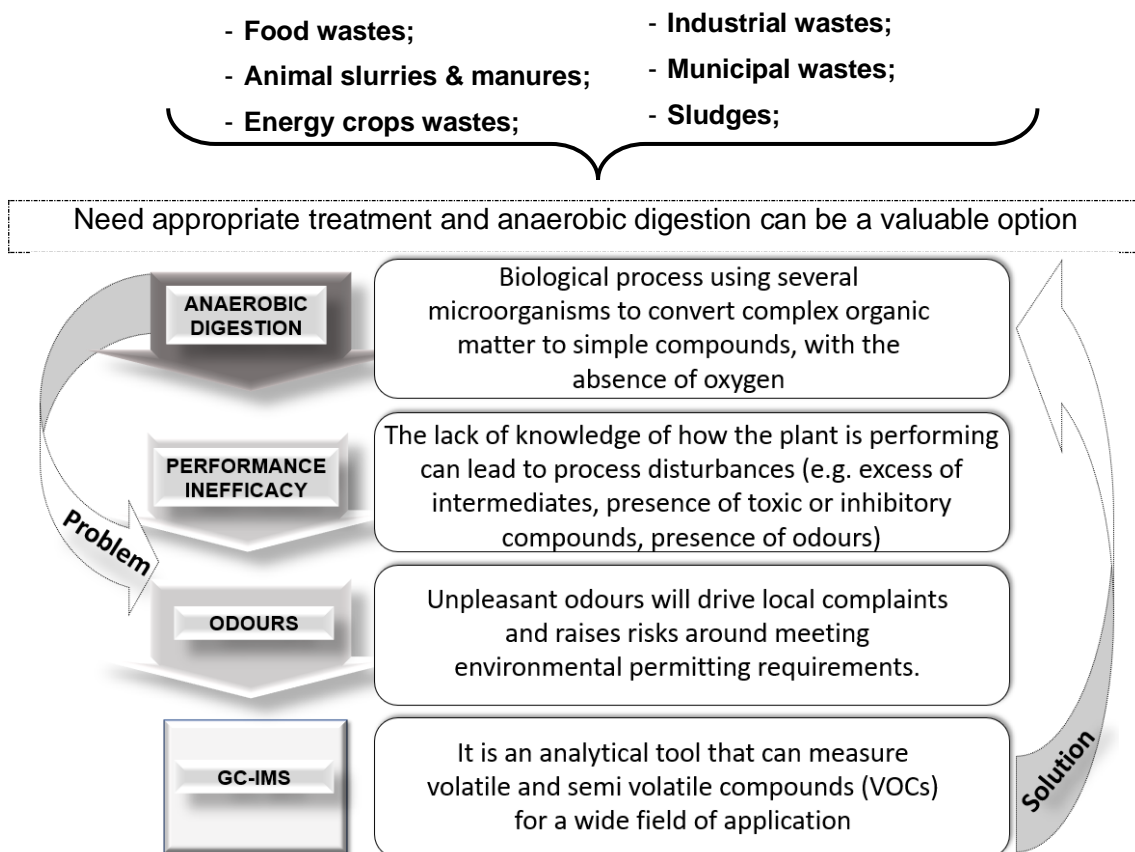 - Food wastes;
- Animal slurries & manures;
- Energy crops wastes;
- Industrial wastes;
- Municipal wastes;
- Sludges;
Need appropriate treatment and anaerobic digestion can be a valuable option
ANAEROBIC
DIGESTION
Biological process using several
microorganisms to convert complex organic
matter to simple compounds, with the
absence of oxygen
PERFORMANCE
INEFFICACY
The lack of knowledge of how the plant is performing
can lead to process disturbances (e.g. excess of
intermediates, presence of toxic or inhibitory
compounds, presence of odours)
Problem
ODOURS
Unpleasant odours will drive local complaints
and raises risks around meeting
environmental permitting requirements.
GC-IMS
It is an analytical tool that can measure
volatile and semi volatile compounds (VOCs)
for a wide field of application
Solution